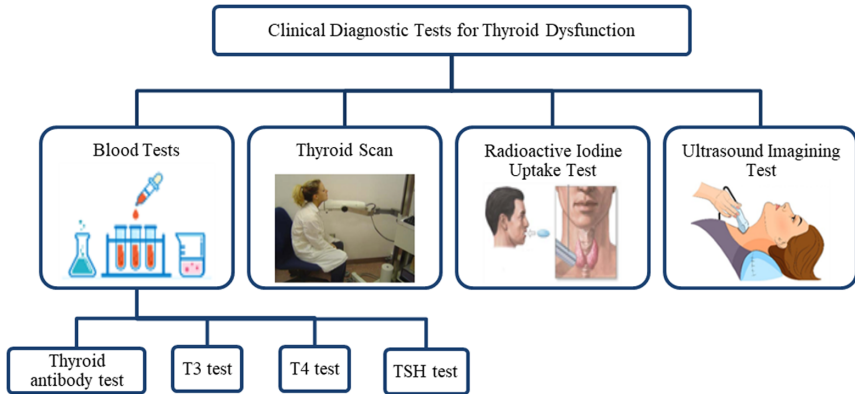 Clinical Diagnostic Tests for Thyroid Dysfunction
Blood Tests
Thyroid Scan
Radioactive Iodine
Uptake Test
Ultrasound Imagining
Test
Thyroid
antibody test
T3 test
T4 test
TSH test